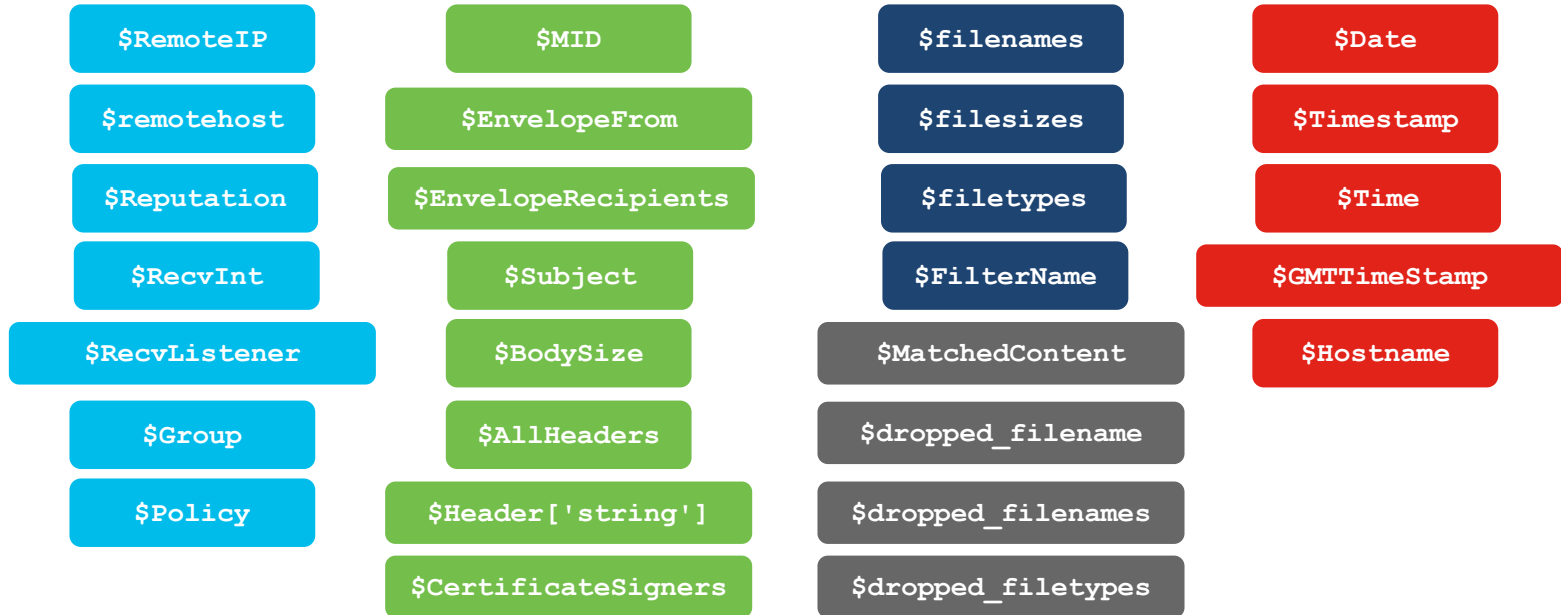 $RemoteIP
$remotehost
$Reputation
$RecvInt
$RecvListener
$Group
$Policy
$MID
$EnvelopeFrom
$EnvelopeRecipients
$Subject
$BodySize
$AllHeaders
$Header['string']
$CertificateSigners
$filenames
$filesizes
$filetypes
$FilterName
$MatchedContent
$dropped_filename
$dropped_filenames
$dropped_filetypes
$Date
$Timestamp
$Time
$GMTTimeStamp
$Hostname